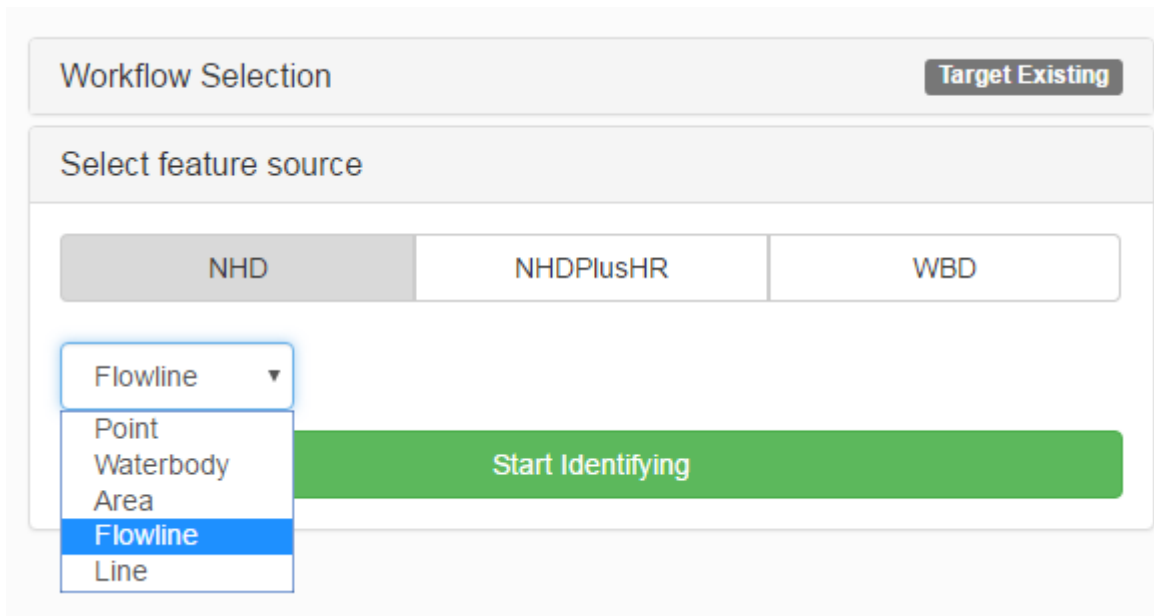 Workflow Selection
Target Existing
Select feature source
NHD
NHDPlusHR
WBD
Flowline
Point
Waterbody
Area
Flowline
Line
Start Identifying